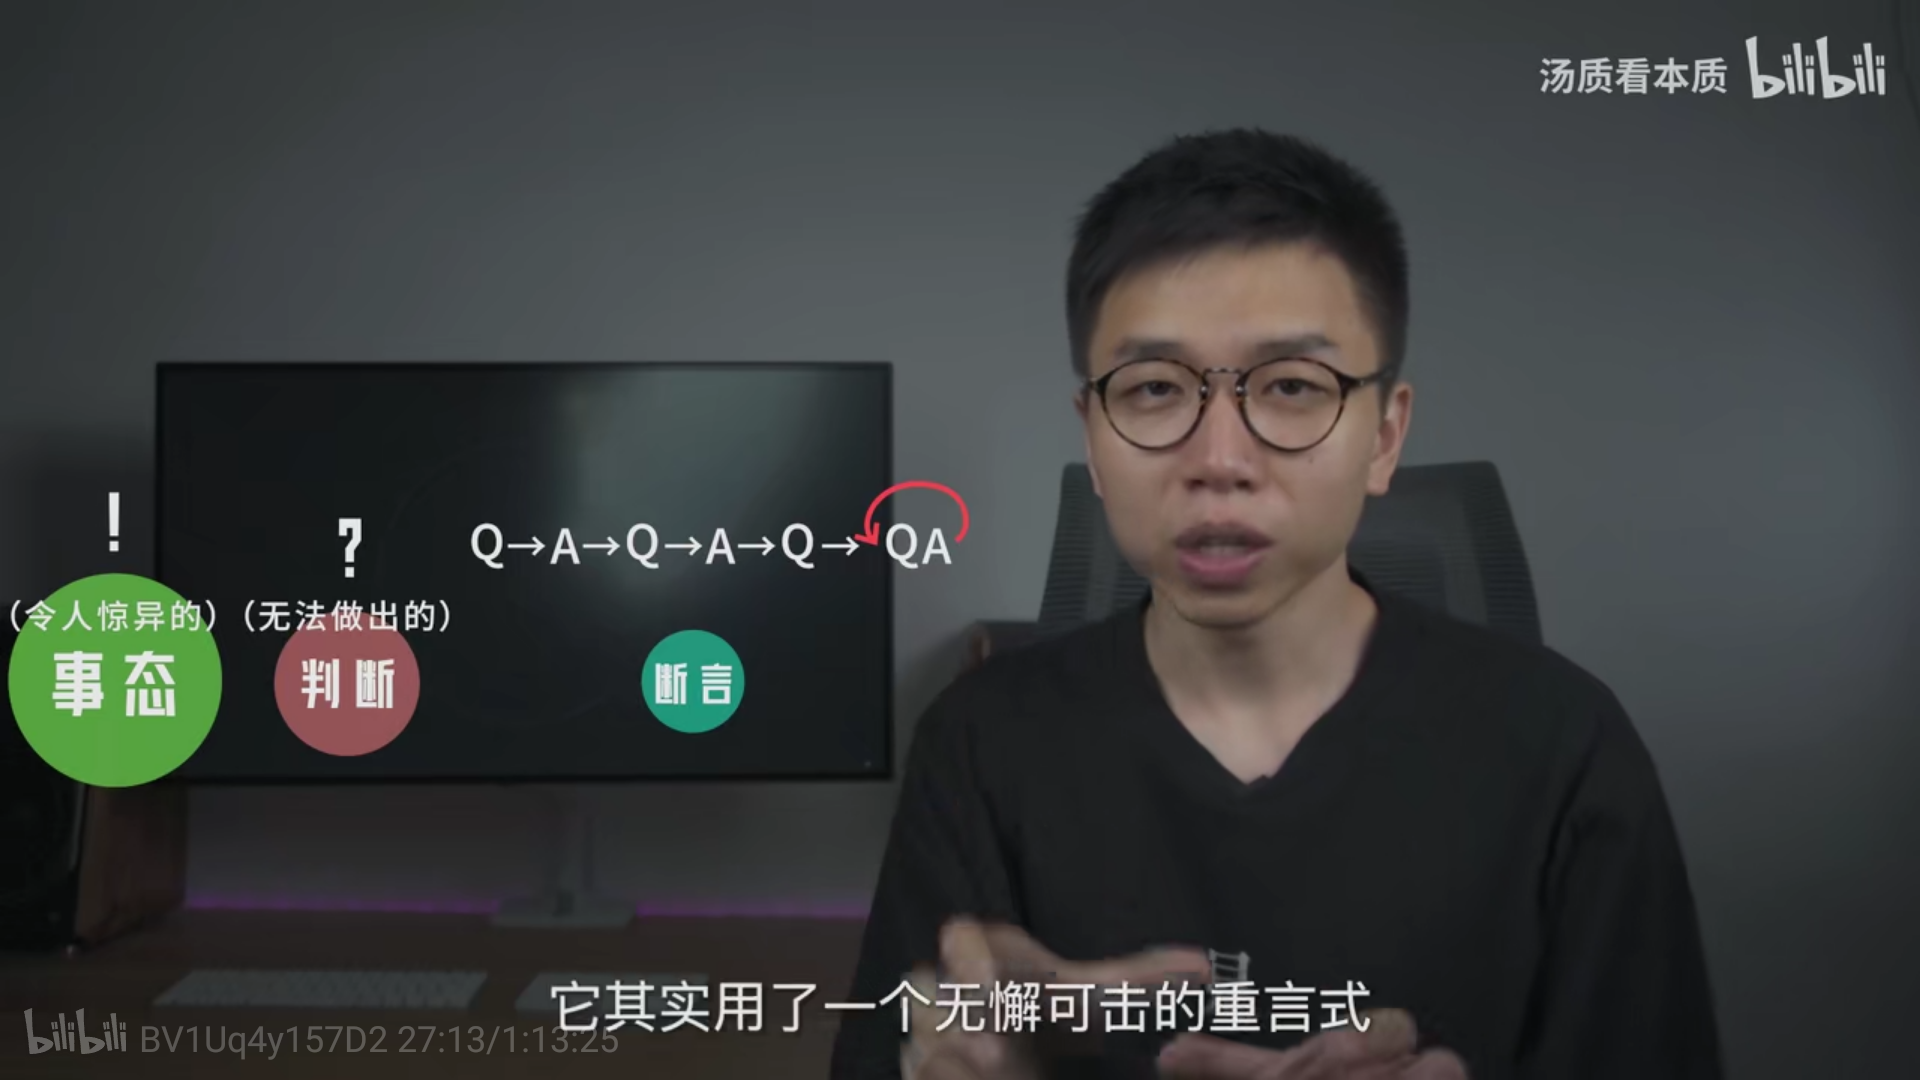 汤质看本质 bilibili
!
?
Q→A→Q→A→Q→QA
(令人惊异的) (无法做出的)
事态
判断
断言
它其实用了一个无懈可击的重言式
bilibili BV1Uq4y157D2 27:13/1:13:25